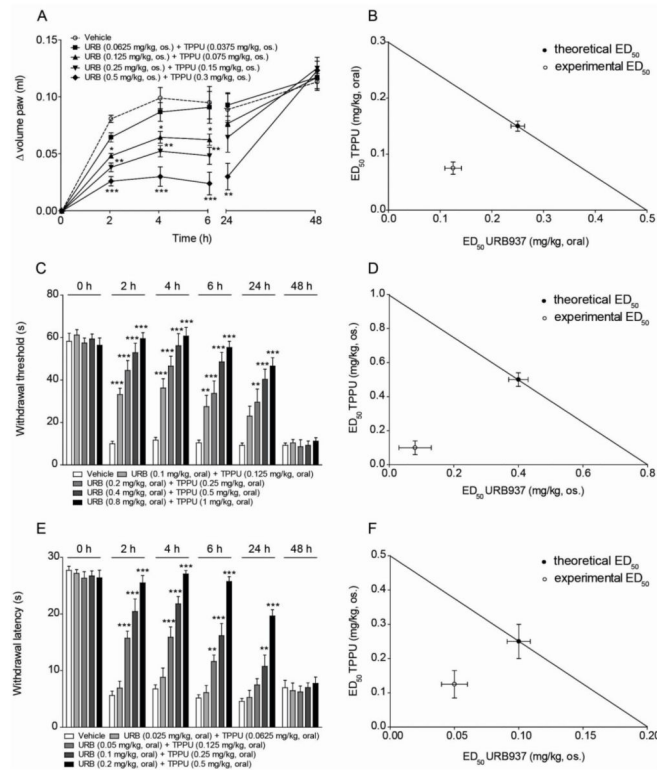 A
Vehicle
URB (0.0625 mg/kg, os.) + TPPU (0.0375 mg/kg, os.)
URB (0.125 mg/kg, os.) + TPPU (0.075 mg/kg, os.)
URB (0.25 mg/kg, os.) + TPPU (0.15 mg/kg, os.)
URB (0.5 mg/kg, os.) + TPPU (0.3 mg/kg, os.)
0.15
0.10
0.05
0.00
Δ volume paw (ml)
* * *
** ** **
*** *** *** **
0 2 4 6 24 48
Time (h)
B
theoretical ED50
experimental ED50
0.3
0.2
0.1
0.0
ED50 TPPU (mg/kg, oral)
0.0 0.1 0.2 0.3 0.4 0.5
ED50 URB937 (mg/kg, oral)
C
0 h 2 h 4 h 6 h 24 h 48 h
80
60
40
20
0
Withdrawal threshold (s)
*** *** *** ***
*** *** *** ***
** *** *** ***
** *** ***
Vehicle URB (0.1 mg/kg, oral) + TPPU (0.125 mg/kg, oral)
URB (0.2 mg/kg, oral) + TPPU (0.25 mg/kg, oral)
URB (0.4 mg/kg, oral) + TPPU (0.5 mg/kg, oral)
URB (0.8 mg/kg, oral) + TPPU (1 mg/kg, oral)
D
theoretical ED50
experimental ED50
1.0
0.8
0.6
0.4
0.2
0.0
ED50 TPPU (mg/kg, os.)
0.0 0.2 0.4 0.6 0.8
ED50 URB937 (mg/kg, os.)
E
0 h 2 h 4 h 6 h 24 h 48 h
30
20
10
0
Withdrawal latency (s)
*** *** ***
*** *** ***
** *** ***
** ***
Vehicle URB (0.025 mg/kg, oral) + TPPU (0.0625 mg/kg, oral)
URB (0.05 mg/kg, oral) + TPPU (0.125 mg/kg, oral)
URB (0.1 mg/kg, oral) + TPPU (0.25 mg/kg, oral)
URB (0.2 mg/kg, oral) + TPPU (0.5 mg/kg, oral)
F
theoretical ED50
experimental ED50
0.5
0.4
0.3
0.2
0.1
0.0
ED50 TPPU (mg/kg, os.)
0.00 0.05 0.10 0.15 0.20
ED50 URB937 (mg/kg, os.)